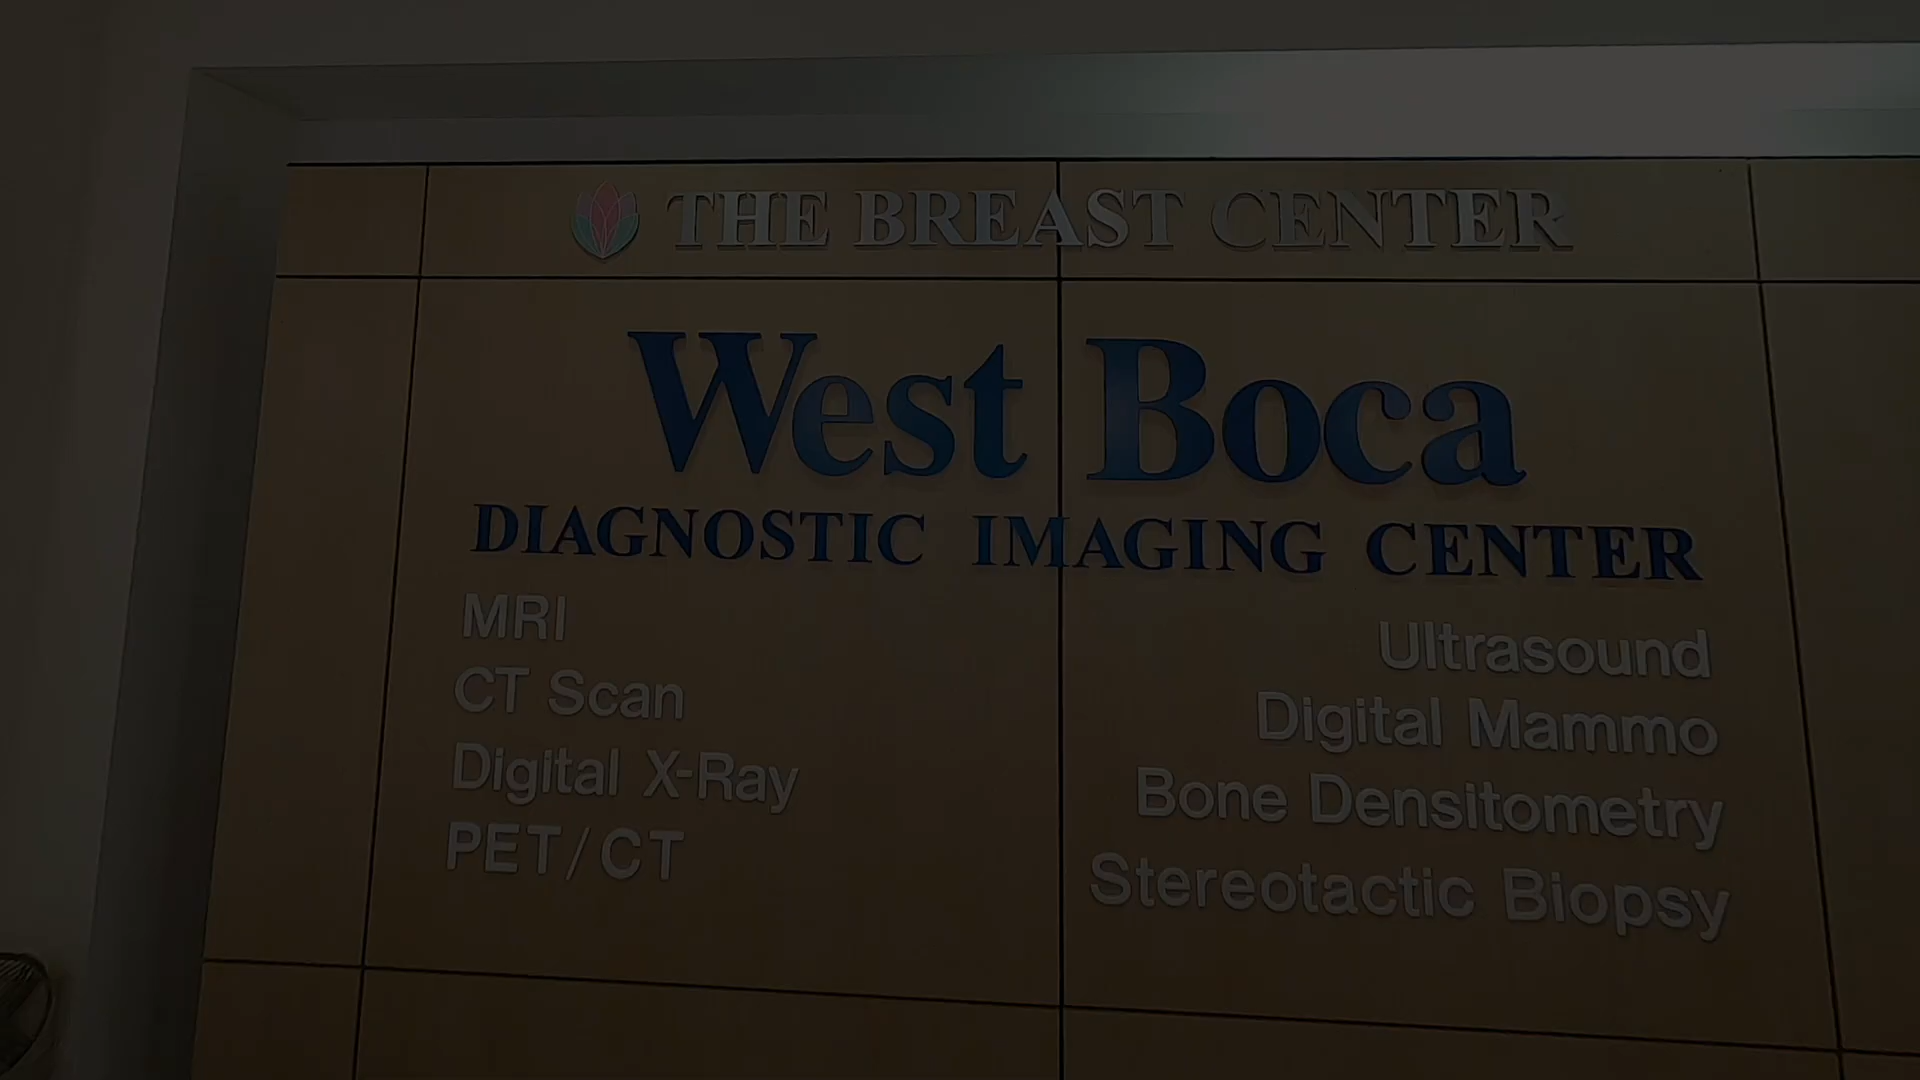 THE BREAST CENTER
West Boca
DIAGNOSTIC IMAGING CENTER
MRI
CT Scan
Digital X-Ray
PET/CT
Ultrasound
Digital Mammo
Bone Densitometry
Stereotactic Biopsy